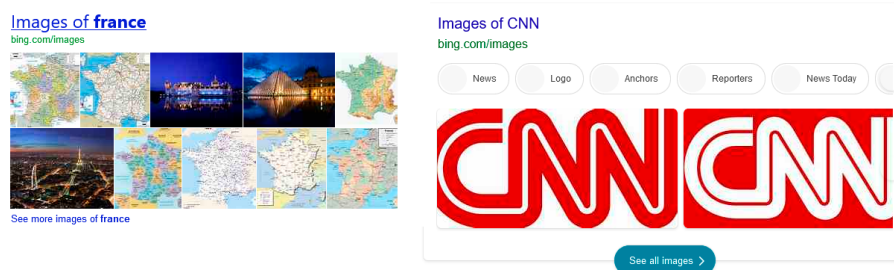 Images of france
bing.com/images
See more images of france
Images of CNN
bing.com/images
News
Logo
Anchors
Reporters
News Today
CNN
CNN
See all images